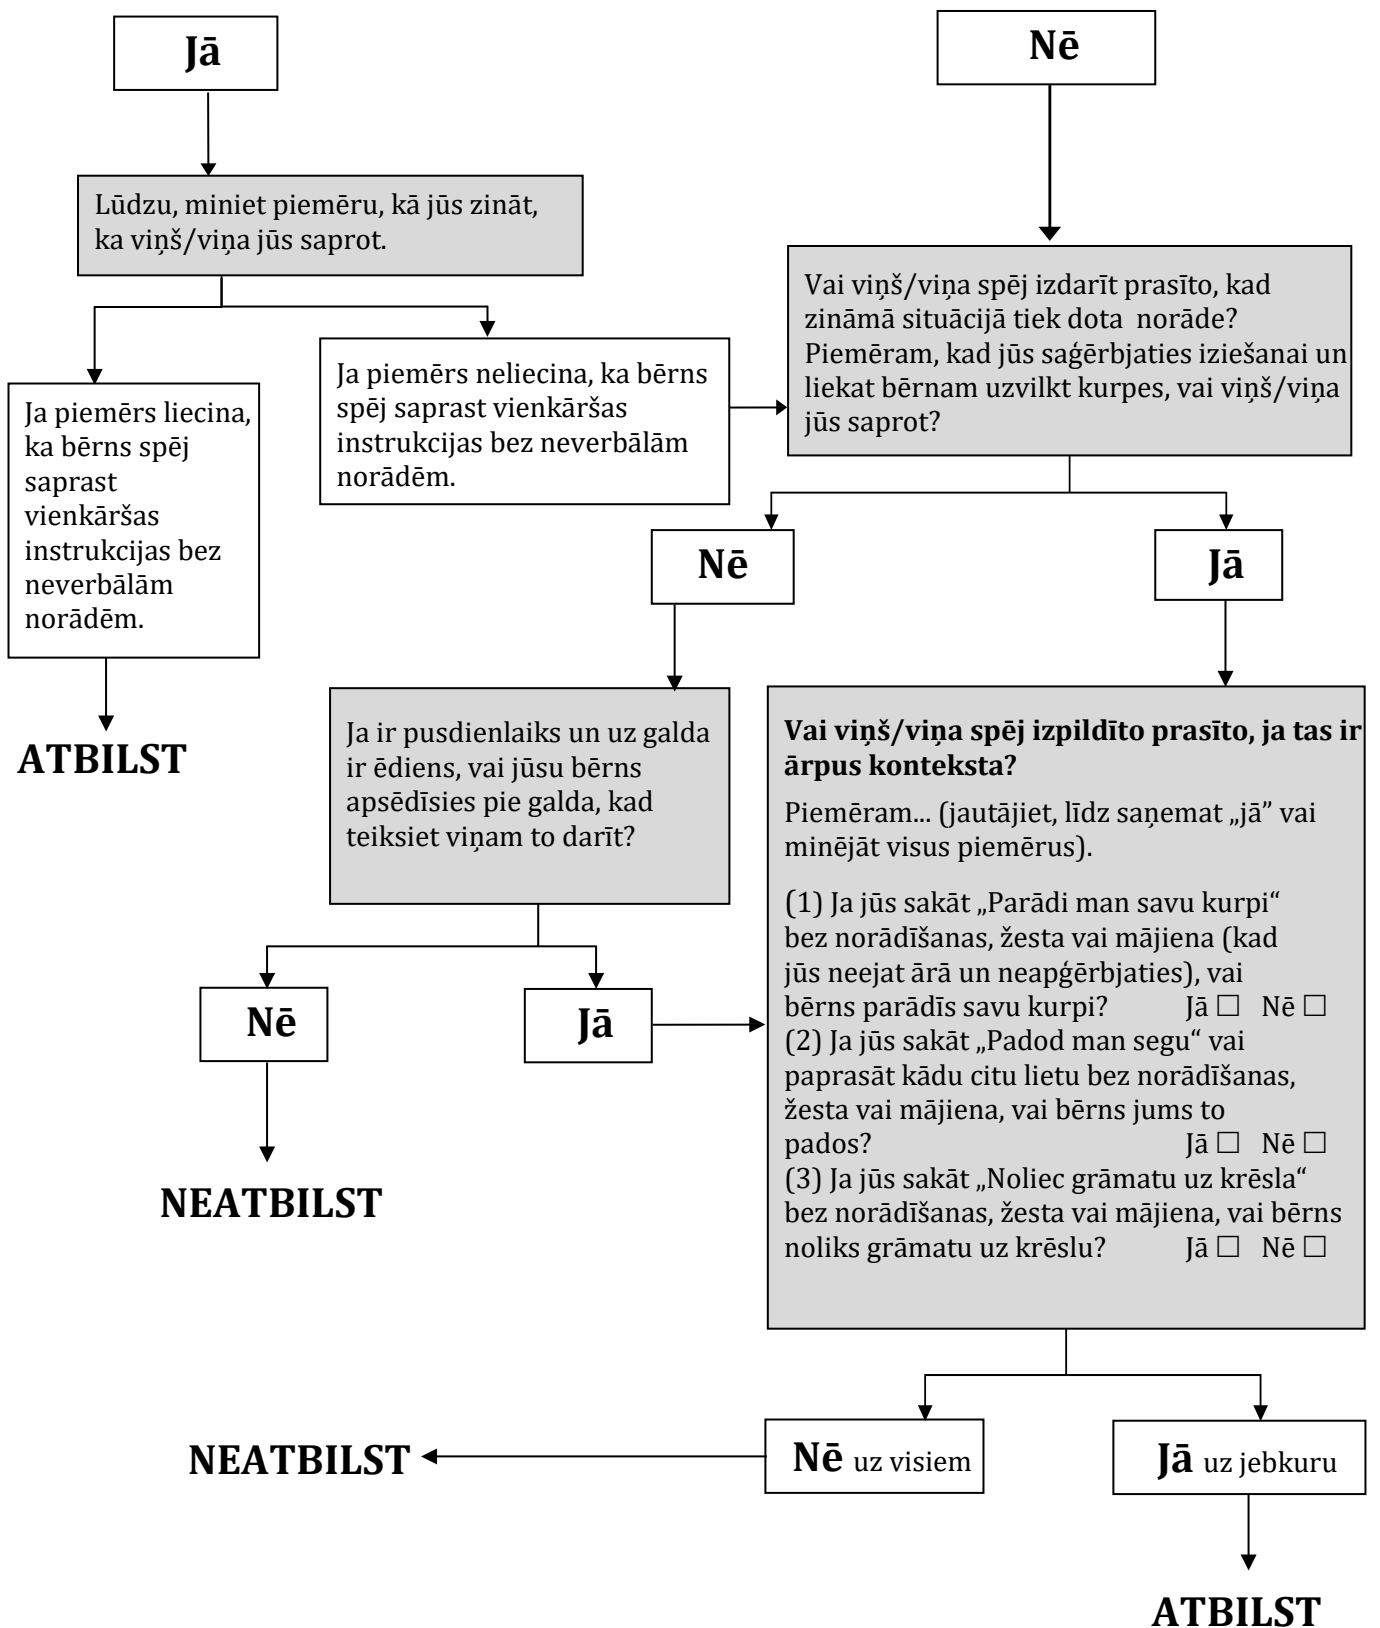 Jā
Nē
Lūdzu, miniet piemēru, kā jūs zināt,
ka viņš/viņa jūs saprot.
Vai viņš/viņa spēj izdarīt prasīto, kad
zināmā situācijā tiek dota norāde?
Piemēram, kad jūs saģērbjaties iziešanai un
liekat bērnam uzvilkt kurpes, vai viņš/viņa
jūs saprot?
Ja piemērs neliecina, ka bērns
spēj saprast vienkāršas
instrukcijas bez neverbālām
norādēm.
Ja piemērs liecina,
ka bērns spēj
saprast
vienkāršas
instrukcijas bez
neverbālām
norādēm.
Nē
Jā
ATBILST
Ja ir pusdienlaiks un uz galda
ir ēdiens, vai jūsu bērns
apsēdīsies pie galda, kad
teiksiet viņam to darīt?
Vai viņš/viņa spēj izpildīto prasīto, ja tas ir
ārpus konteksta?
Piemēram... (jautājiet, līdz saņemat „jā” vai
minējāt visus piemērus).
(1) Ja jūs sakāt „Parādi man savu kurpi“
bez norādīšanas, žesta vai mājiena (kad
jūs neejat ārā un neapģērbjaties), vai
bērns parādīs savu kurpi? Jā ☐ Nē ☐
(2) Ja jūs sakāt „Padod man segu“ vai
paprasāt kādu citu lietu bez norādīšanas,
žesta vai mājiena, vai bērns jums to
pados? Jā ☐ Nē ☐
(3) Ja jūs sakāt „Noliec grāmatu uz krēsla“
bez norādīšanas, žesta vai mājiena, vai bērns
noliks grāmatu uz krēslu? Jā ☐ Nē ☐
Nē
Jā
NEATBILST
NEATBILST
Nē uz visiem
Jā uz jebkuru
ATBILST